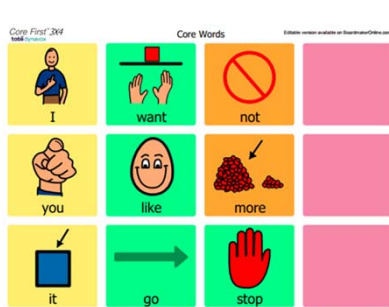 Core First 3X4
tobii dynavox
Core Words
Editable version available on BoardmakerOnline.com
I
want
not
you
like
more
it
go
stop